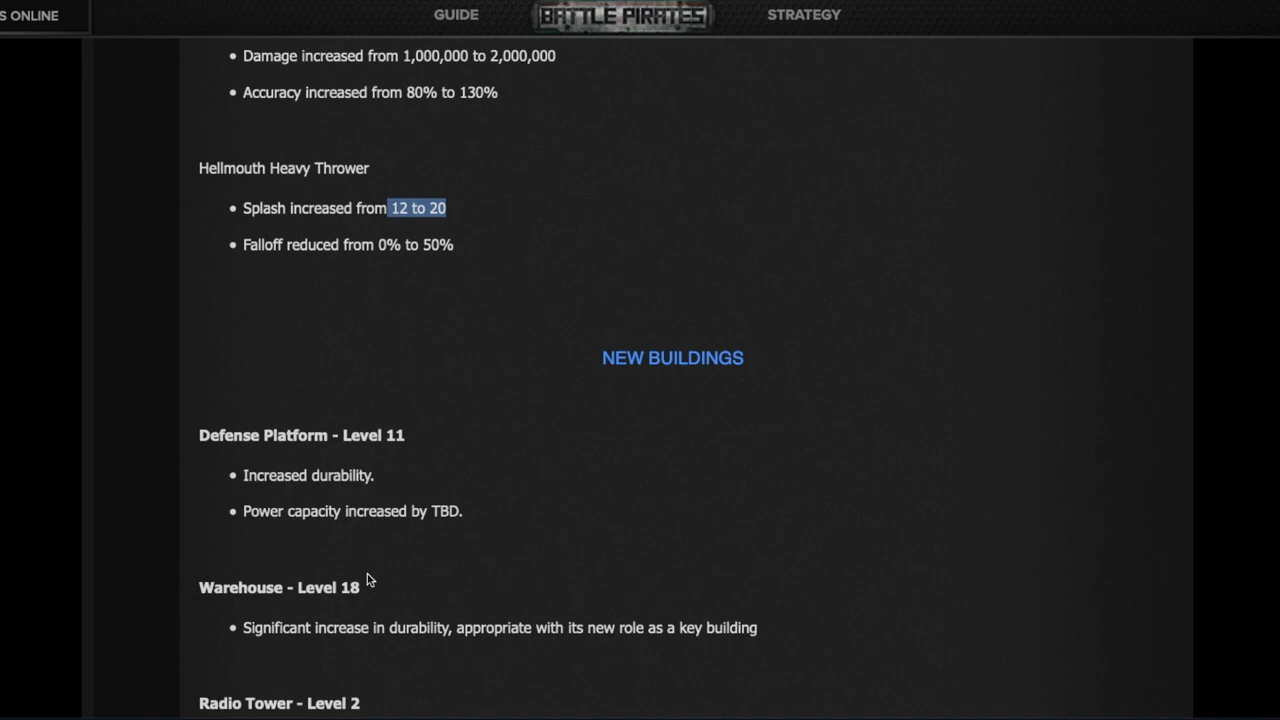 S ONLINE
GUIDE
BATTLE PIRATES
STRATEGY
• Damage increased from 1,000,000 to 2,000,000
• Accuracy increased from 80% to 130%
Hellmouth Heavy Thrower
• Splash increased from 12 to 20
• Falloff reduced from 0% to 50%
NEW BUILDINGS
Defense Platform - Level 11
• Increased durability.
• Power capacity increased by TBD.
Warehouse - Level 18
• Significant increase in durability, appropriate with its new role as a key building
Radio Tower - Level 2